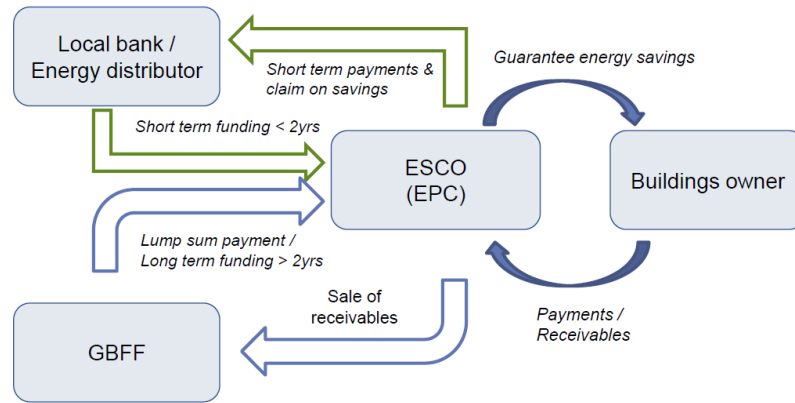 Local bank /
Energy distributor
Short term payments &
claim on savings
Guarantee energy savings
Short term funding < 2yrs
ESCO
(EPC)
Buildings owner
Lump sum payment /
Long term funding > 2yrs
Sale of
receivables
Payments /
Receivables
GBFF